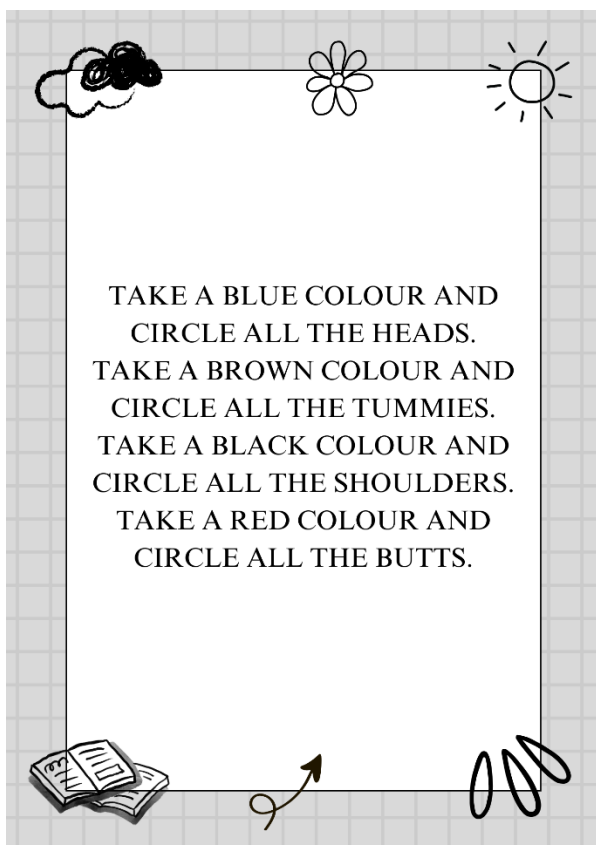 TAKE A BLUE COLOUR AND
CIRCLE ALL THE HEADS.
TAKE A BROWN COLOUR AND
CIRCLE ALL THE TUMMIES.
TAKE A BLACK COLOUR AND
CIRCLE ALL THE SHOULDERS.
TAKE A RED COLOUR AND
CIRCLE ALL THE BUTTS.